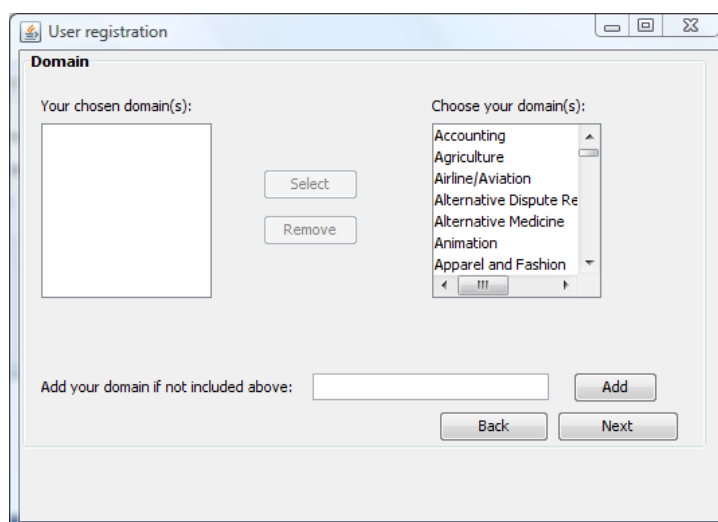 User registration
Domain
Your chosen domain(s):
Choose your domain(s):
Accounting
Agriculture
Airline/Aviation
Alternative Dispute Re
Alternative Medicine
Animation
Apparel and Fashion
Select
Remove
Add your domain if not included above:
Add
Back
Next